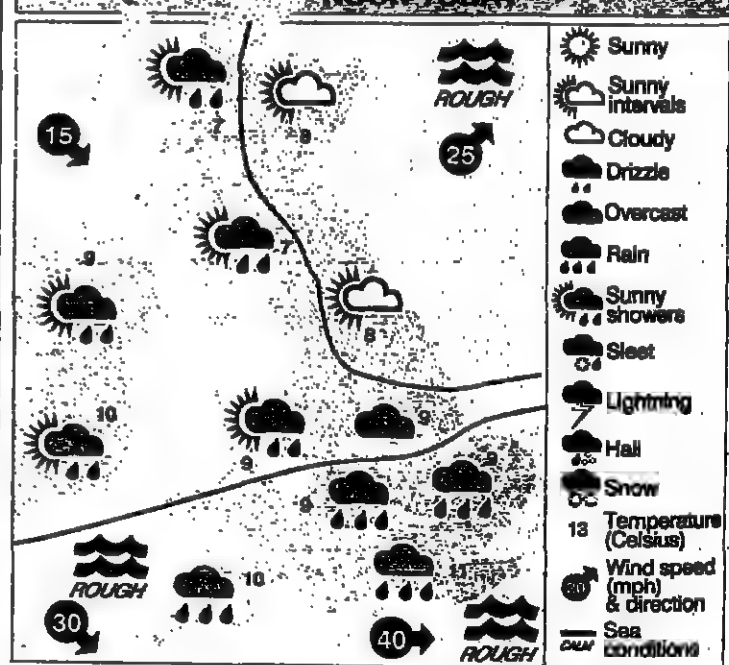 ROUGH
7
8
15
25
7
9
8
10
9
9
9
9
ROUGH
10
11
30
40
ROUGH
Sunny
Sunny
intervals
Cloudy
Drizzle
Overcast
Rain
Sunny
showers
Sleet
Lightning
Hail
Snow
13 Temperature
(Celsius)
Wind speed
(mph)
& direction
Sea
CALM conditions